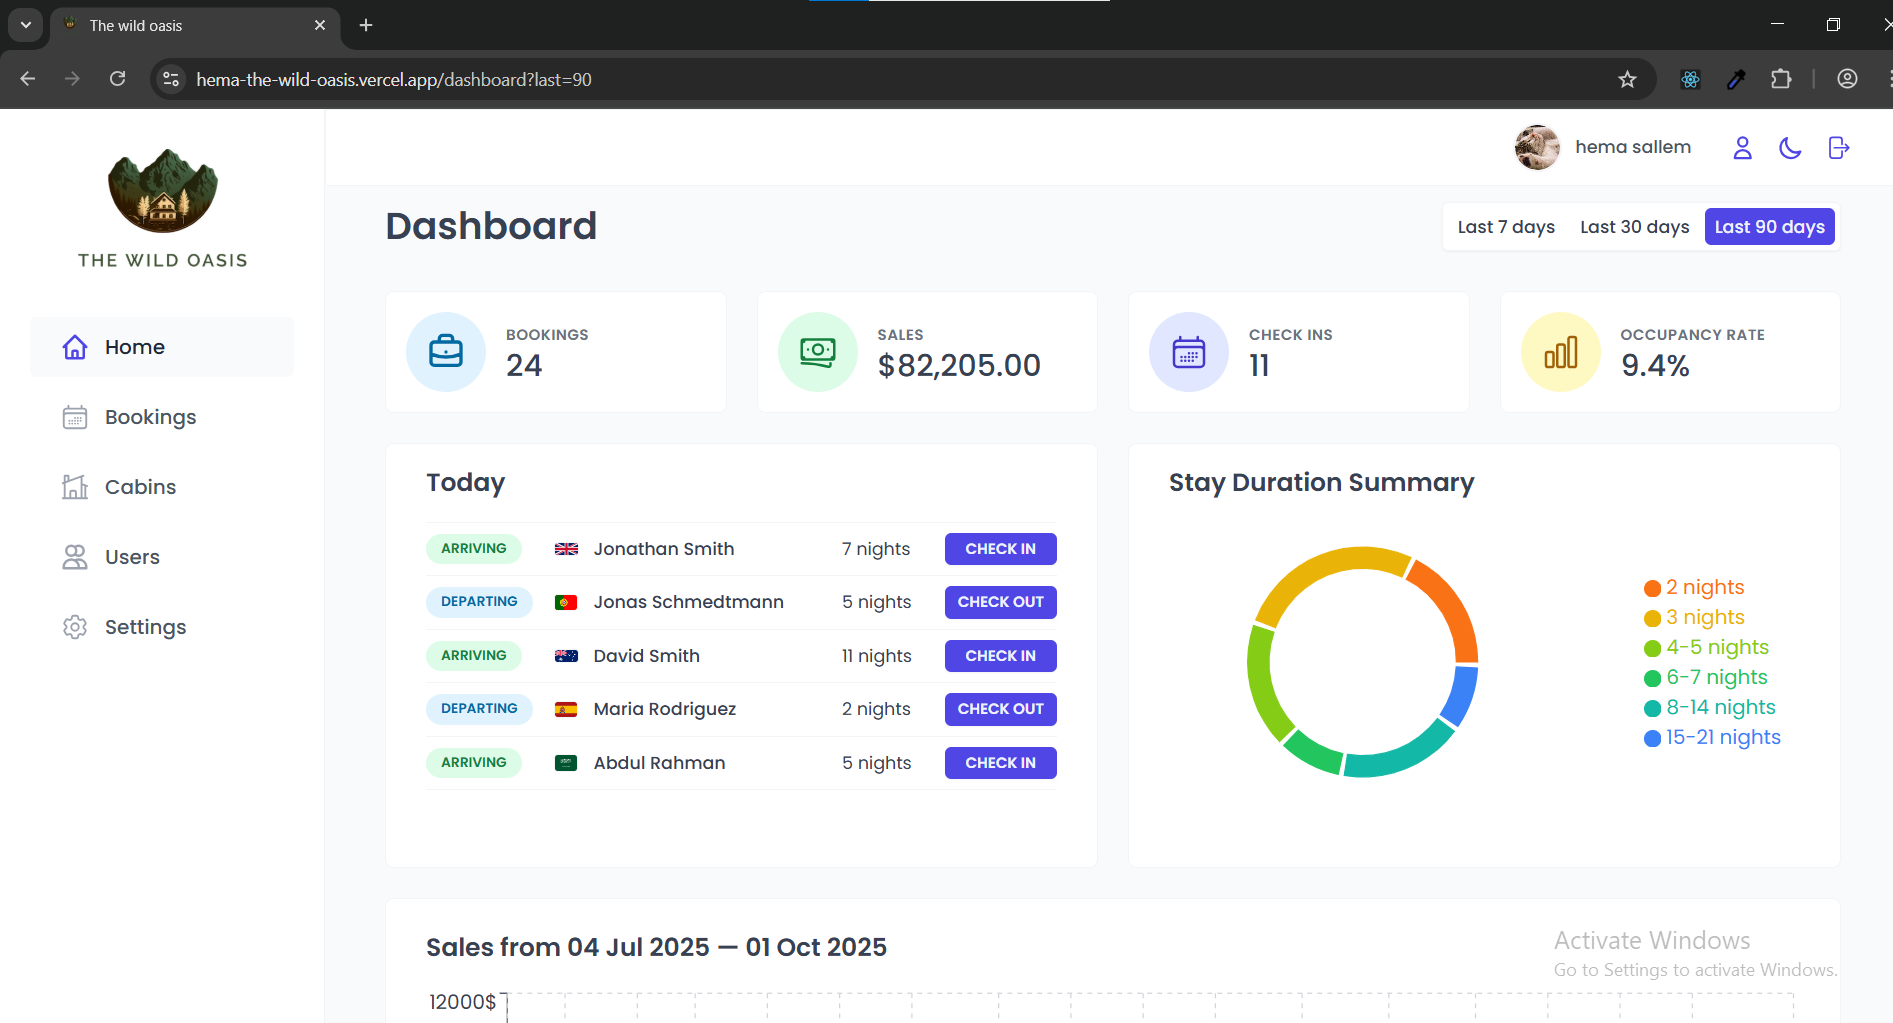 The wild oasis
hema-the-wild-oasis.vercel.app/dashboard?last=90
THE WILD OASIS
hema sallem
Home
Bookings
Cabins
Users
Settings
Dashboard
Last 7 days Last 30 days Last 90 days
BOOKINGS
24
SALES
$82,205.00
CHECK INS
11
OCCUPANCY RATE
9.4%
Today
ARRIVING Jonathan Smith 7 nights CHECK IN
DEPARTING Jonas Schmedtmann 5 nights CHECK OUT
ARRIVING David Smith 11 nights CHECK IN
DEPARTING Maria Rodriguez 2 nights CHECK OUT
ARRIVING Abdul Rahman 5 nights CHECK IN
Stay Duration Summary
2 nights
3 nights
4-5 nights
6-7 nights
8-14 nights
15-21 nights
Sales from 04 Jul 2025 — 01 Oct 2025
12000$
Activate Windows
Go to Settings to activate Windows.